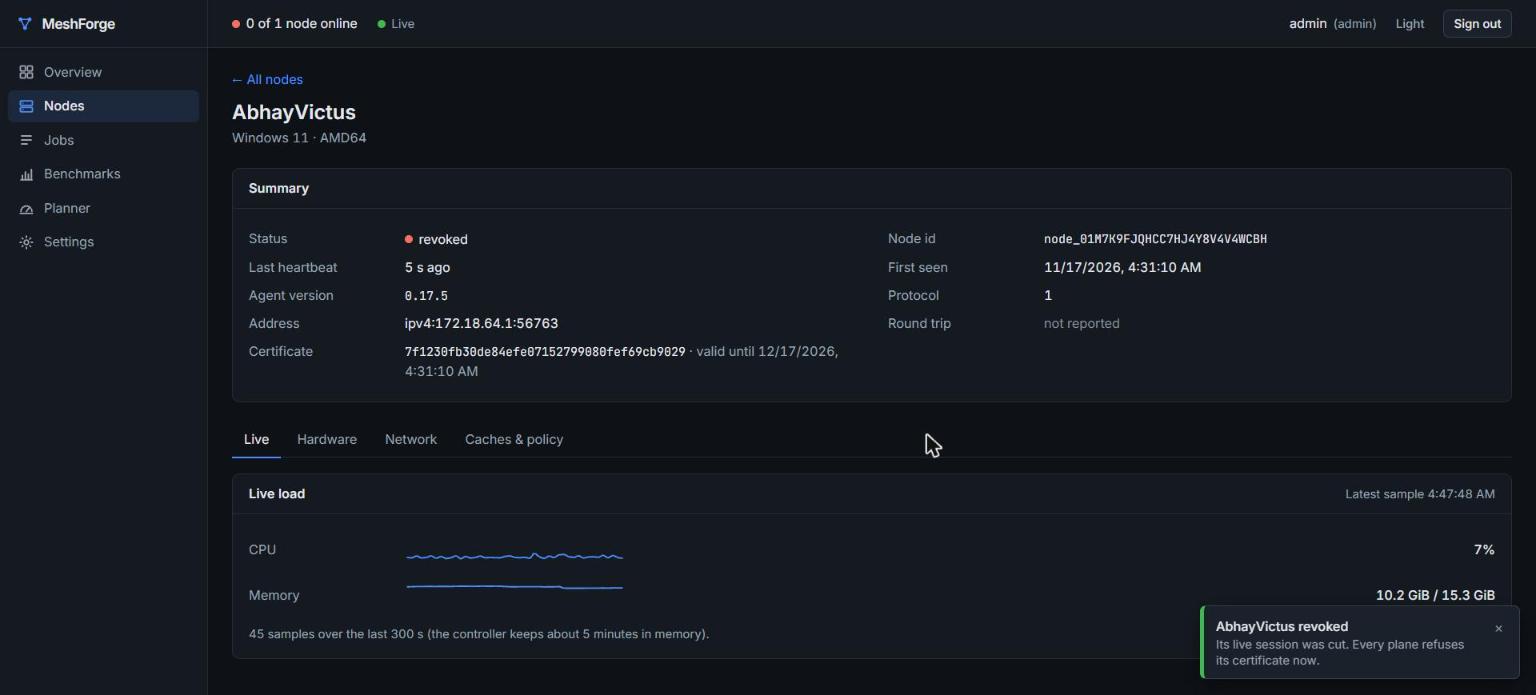 MeshForge
0 of 1 node online
Live
admin (admin)
Light
Sign out
Overview
Nodes
Jobs
Benchmarks
Planner
Settings
← All nodes
AbhayVictus
Windows 11 · AMD64
Summary
Status
revoked
Node id
node_01M7K9FJQHCC7HJ4Y8V4V4WCBH
Last heartbeat
5 s ago
First seen
11/17/2026, 4:31:10 AM
Agent version
0.17.5
Protocol
1
Address
ipv4:172.18.64.1:56763
Round trip
not reported
Certificate
7f1230fb30de84efe07152799080fef69cb9029 · valid until 12/17/2026,
4:31:10 AM
Live
Hardware
Network
Caches & policy
Live load
Latest sample 4:47:48 AM
CPU
7%
Memory
10.2 GiB / 15.3 GiB
45 samples over the last 300 s (the controller keeps about 5 minutes in memory).
AbhayVictus revoked
×
Its live session was cut. Every plane refuses
its certificate now.